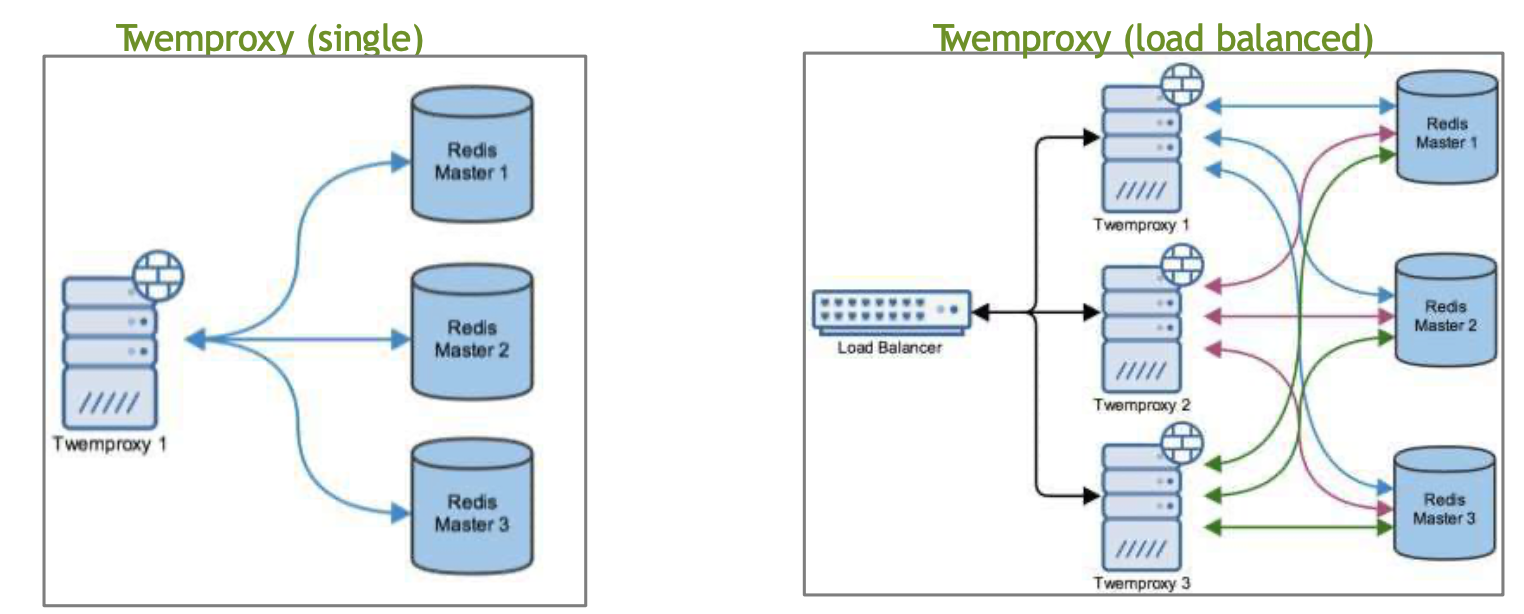 Twemproxy (single)
Redis
Master 1
Redis
Master 2
Twemproxy 1
Redis
Master 3
Twemproxy (load balanced)
Redis
Master 1
Twemproxy 1
Redis
Master 2
Load Balancer
Twemproxy 2
Redis
Master 3
Twemproxy 3